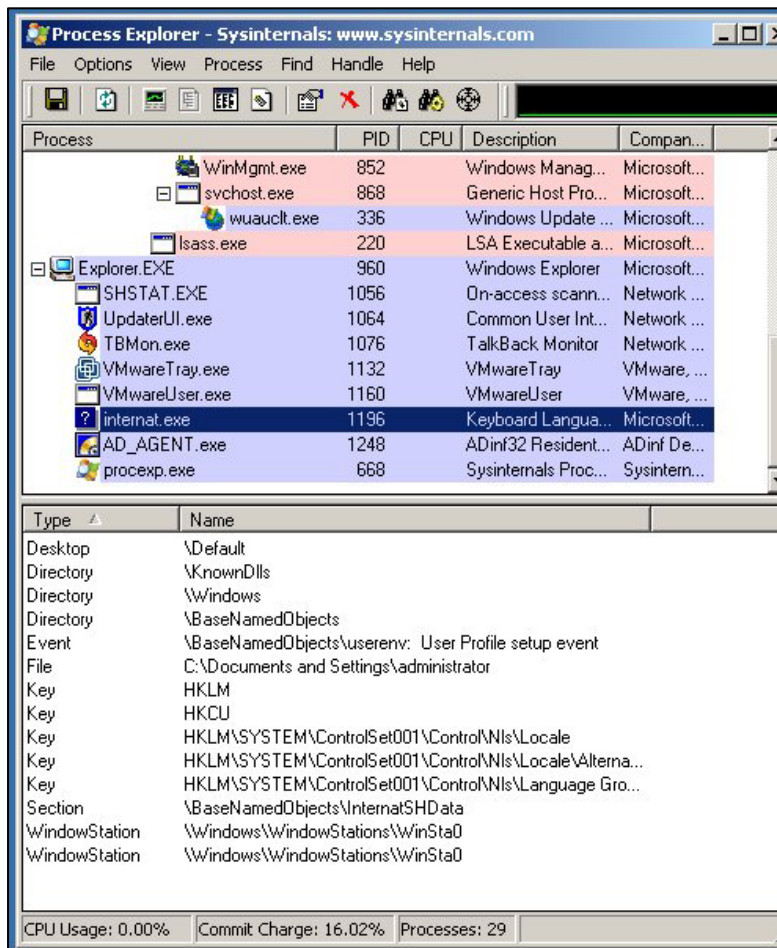 Process Explorer - Sysinternals: www.sysinternals.com
File Options View Process Find Handle Help
Process PID CPU Description Compan...
WinMgmt.exe 852 Windows Manag... Microsoft...
svchost.exe 868 Generic Host Pro... Microsoft...
wuauclt.exe 336 Windows Update ... Microsoft...
lsass.exe 220 LSA Executable a... Microsoft...
Explorer.EXE 960 Windows Explorer Microsoft...
SHSTAT.EXE 1056 On-access scann... Network ...
UpdaterUI.exe 1064 Common User Int... Network ...
TBMon.exe 1076 TalkBack Monitor Network ...
VMwareTray.exe 1132 VMwareTray VMware, ...
VMwareUser.exe 1160 VMwareUser VMware, ...
internat.exe 1196 Keyboard Langua... Microsoft...
AD_AGENT.exe 1248 ADinf32 Resident... ADinf De...
procexp.exe 668 Sysinternals Proc... Sysintern...
Type Name
Desktop \Default
Directory \KnownDlls
Directory \Windows
Directory \BaseNamedObjects
Event \BaseNamedObjects\userenv: User Profile setup event
File C:\Documents and Settings\administrator
Key HKLM
Key HKCU
Key HKLM\SYSTEM\ControlSet001\Control\Nls\Locale
Key HKLM\SYSTEM\ControlSet001\Control\Nls\Locale\Alterna...
Key HKLM\SYSTEM\ControlSet001\Control\Nls\Language Gro...
Section \BaseNamedObjects\InternatSHData
WindowStation \Windows\WindowStations\WinSta0
WindowStation \Windows\WindowStations\WinSta0
CPU Usage: 0.00% Commit Charge: 16.02% Processes: 29